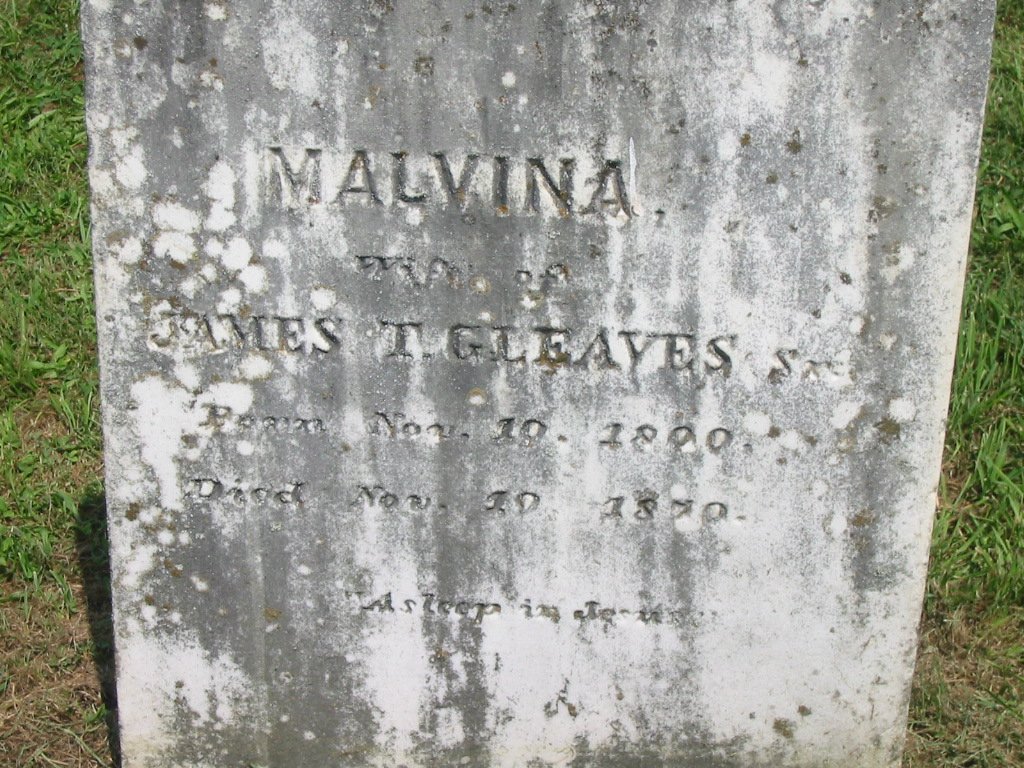 MALVINA.
Wife of
JAMES T. GLEAVES Sr.
Born Nov. 10. 1800.
Died Nov. 19 1870.
"Asleep in Jesus."